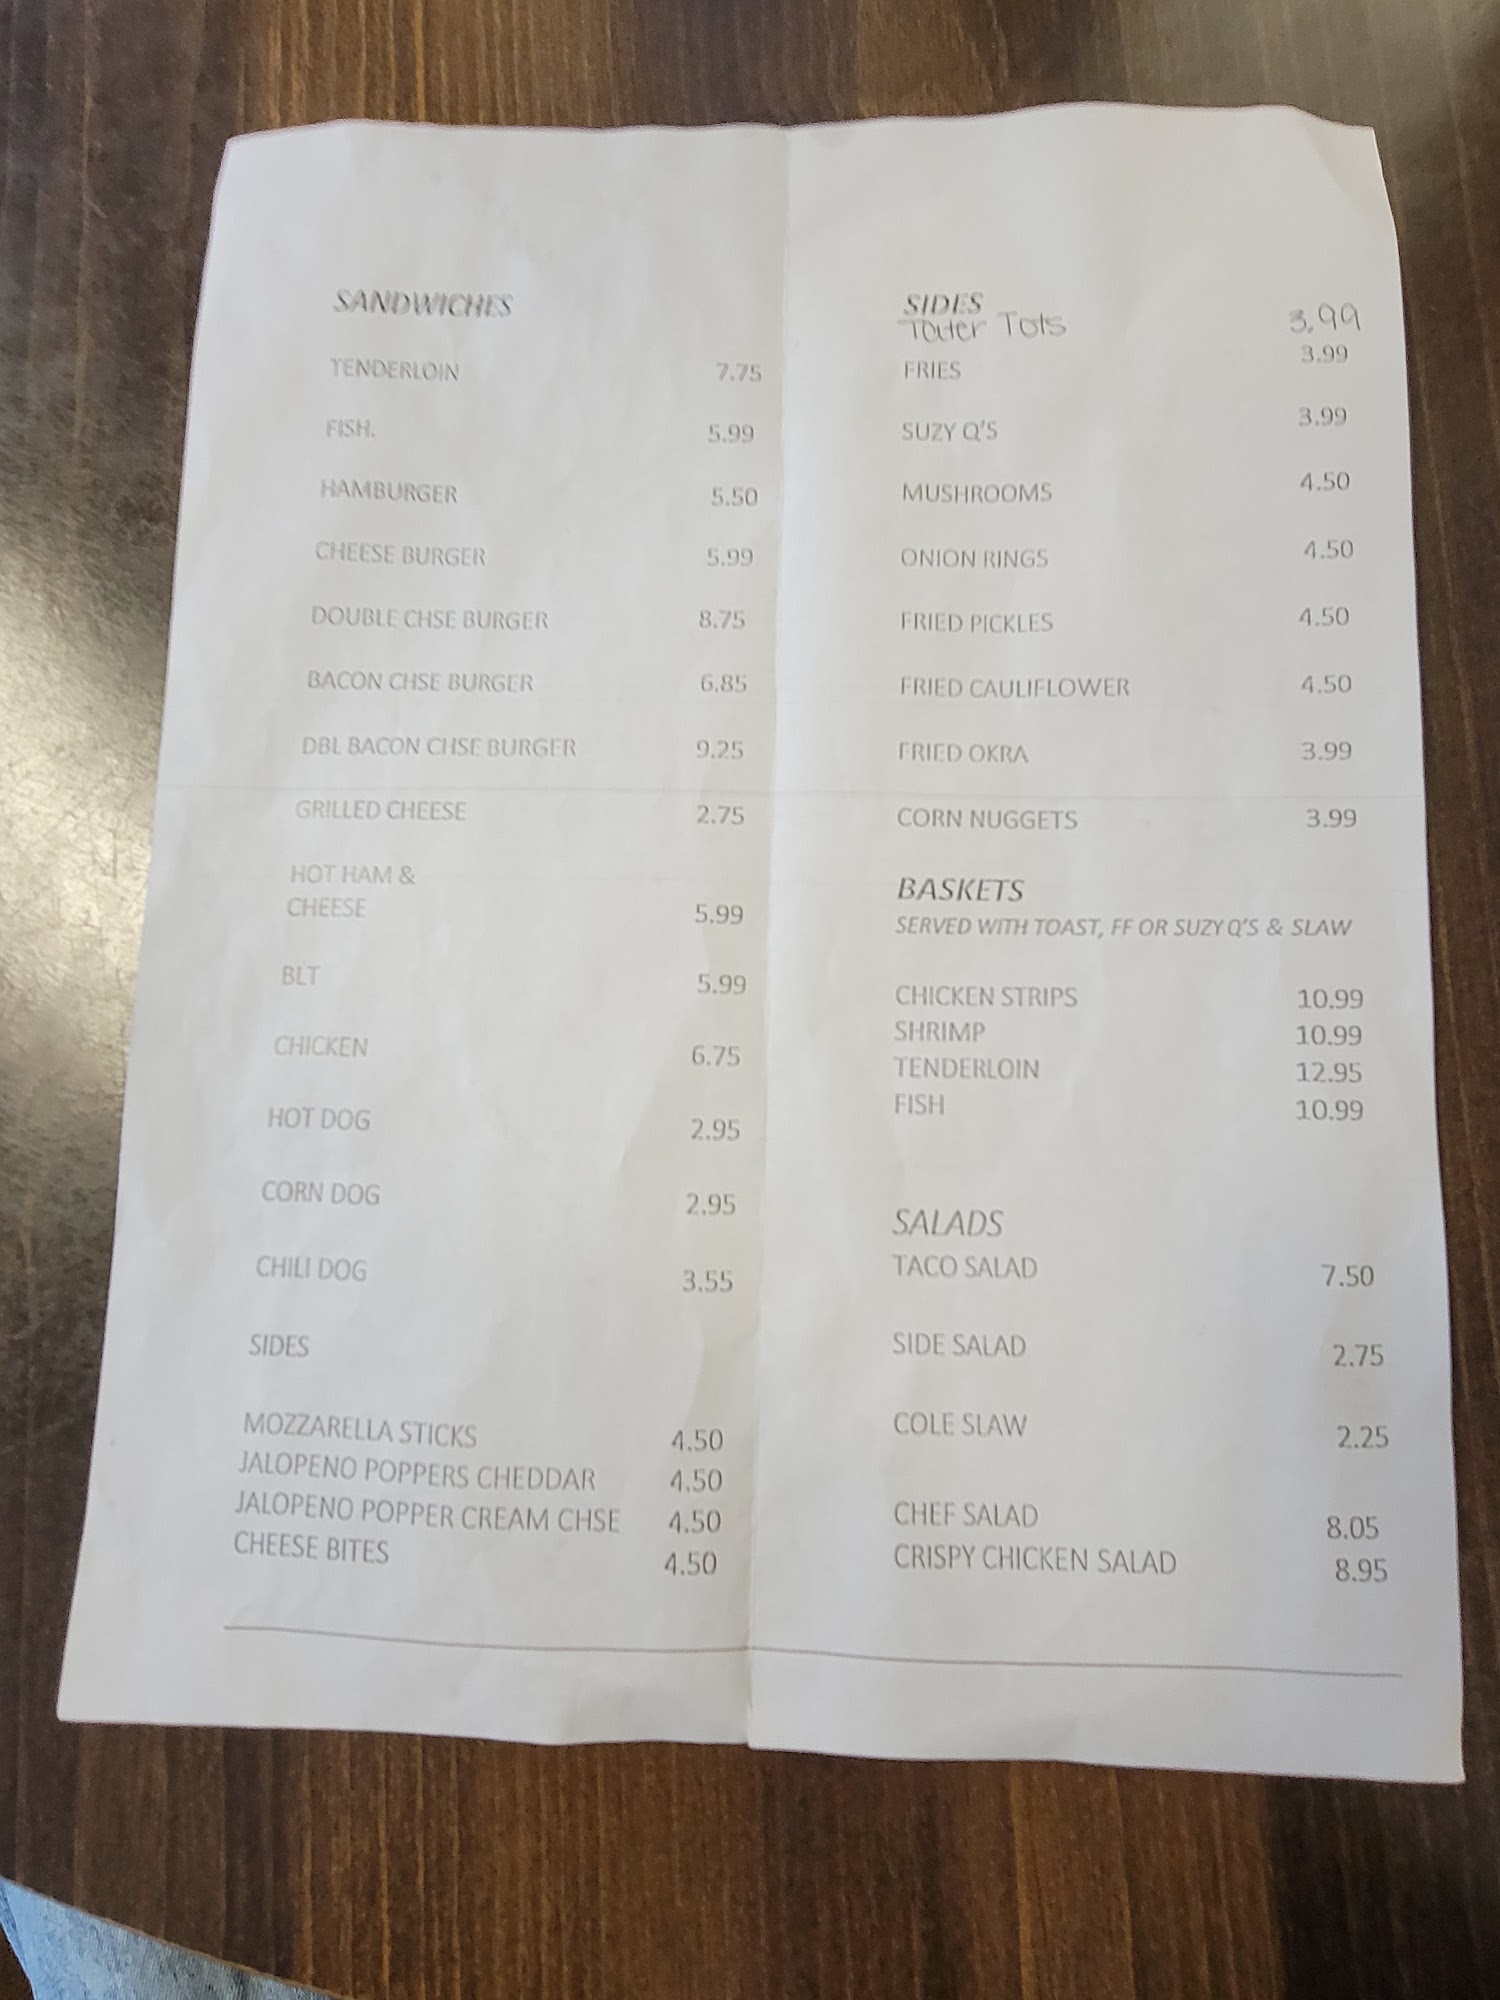 SANDWICHES
TENDERLOIN 7.75
FISH. 5.99
HAMBURGER 5.50
CHEESE BURGER 5.99
DOUBLE CHSE BURGER 8.75
BACON CHSE BURGER 6.85
DBL BACON CHSE BURGER 9.25
GRILLED CHEESE 2.75
HOT HAM &
CHEESE 5.99
BLT 5.99
CHICKEN 6.75
HOT DOG 2.95
CORN DOG 2.95
CHILI DOG 3.55
SIDES
MOZZARELLA STICKS 4.50
JALOPENO POPPERS CHEDDAR 4.50
JALOPENO POPPER CREAM CHSE 4.50
CHEESE BITES 4.50
SIDES
Tater Tots 3.99
FRIES 3.99
SUZY Q'S 3.99
MUSHROOMS 4.50
ONION RINGS 4.50
FRIED PICKLES 4.50
FRIED CAULIFLOWER 4.50
FRIED OKRA 3.99
CORN NUGGETS 3.99
BASKETS
SERVED WITH TOAST, FF OR SUZY Q'S & SLAW
CHICKEN STRIPS 10.99
SHRIMP 10.99
TENDERLOIN 12.95
FISH 10.99
SALADS
TACO SALAD 7.50
SIDE SALAD 2.75
COLE SLAW 2.25
CHEF SALAD 8.05
CRISPY CHICKEN SALAD 8.95